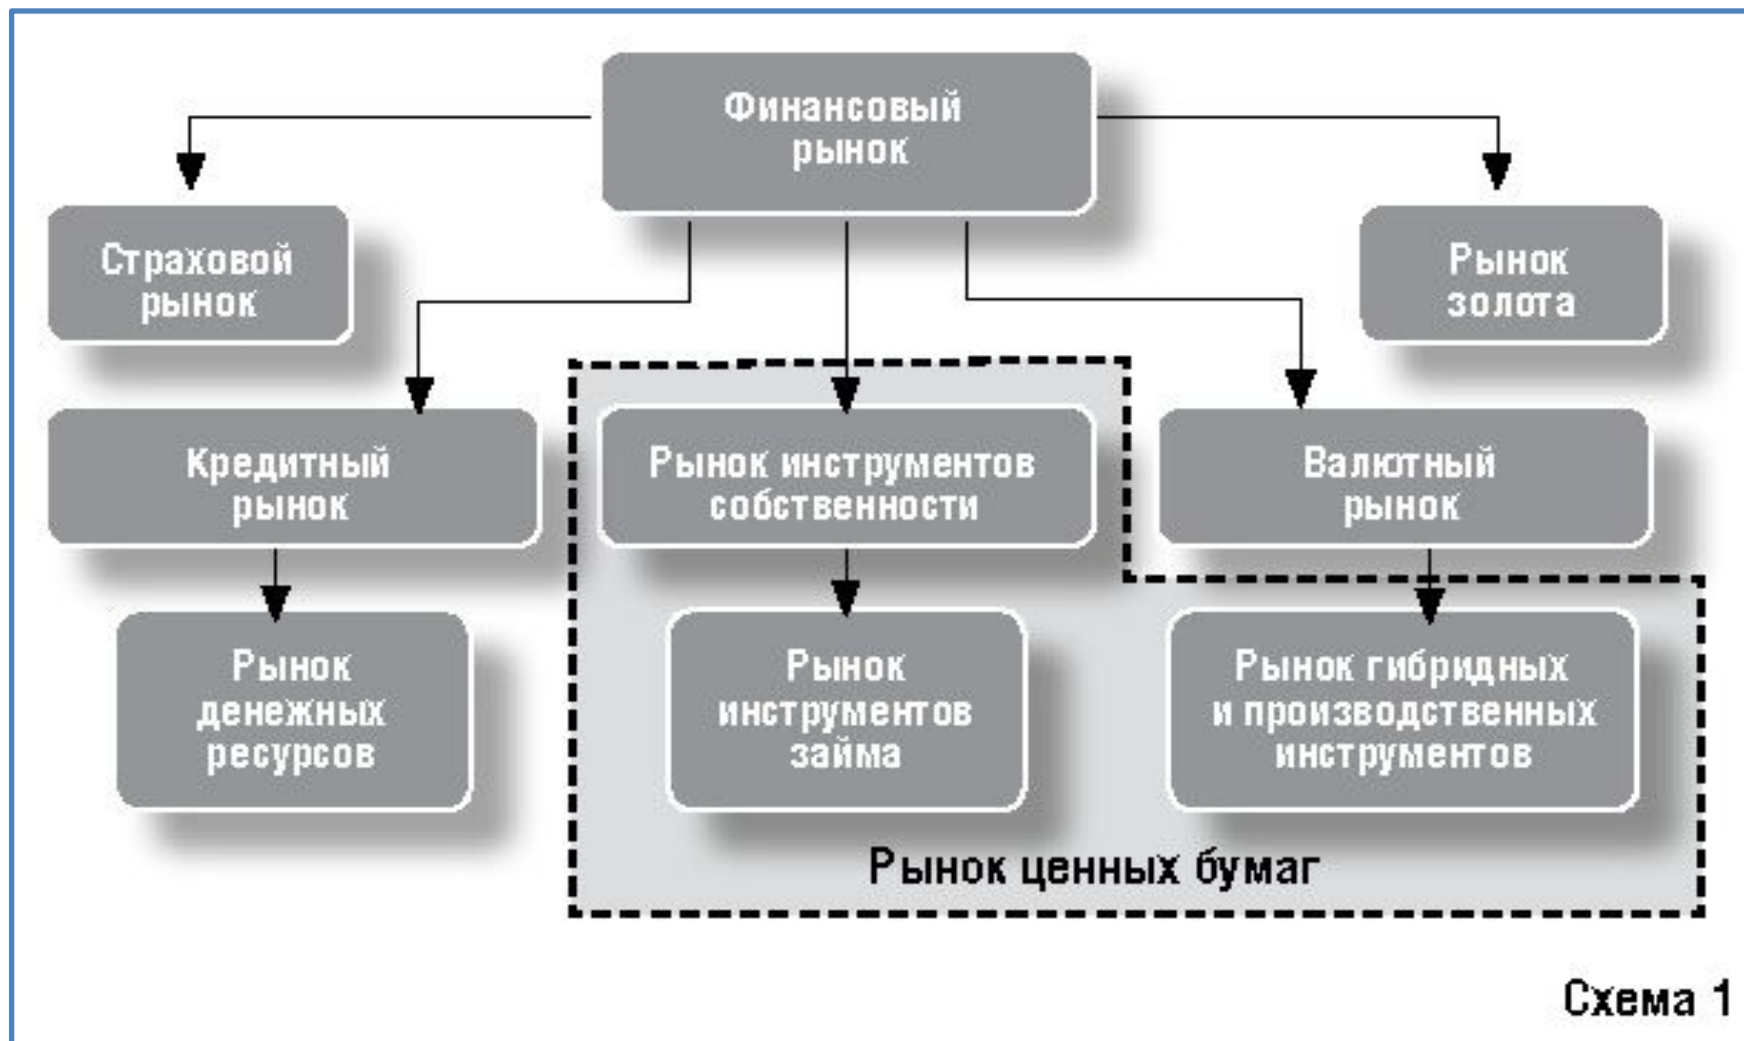 Финансовый
рынок
Страховой
рынок
Рынок
золота
Кредитный
рынок
Рынок инструментов
собственности
Валютный
рынок
Рынок
денежных
ресурсов
Рынок
инструментов
займа
Рынок гибридных
и производственных
инструментов
Рынок ценных бумаг
Схема 1